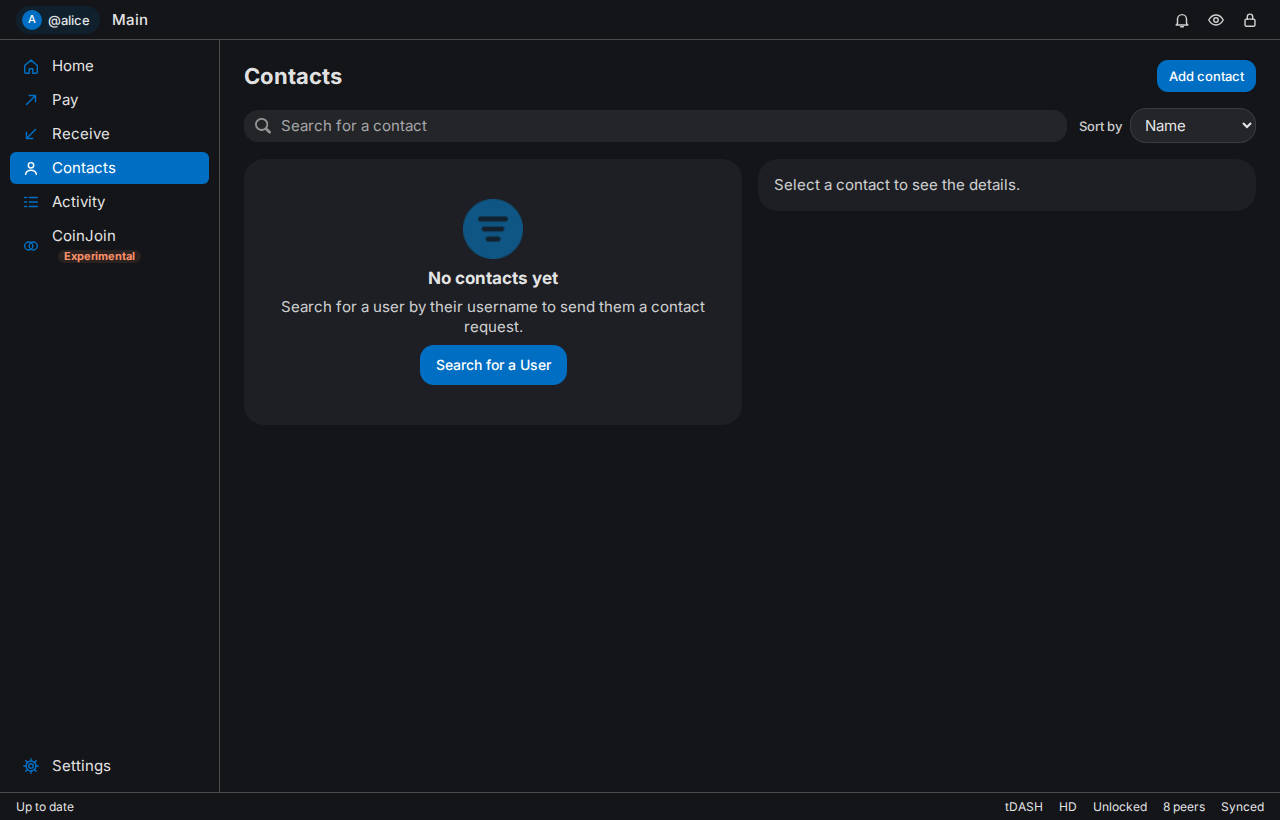 A @alice Main
Home
Pay
Receive
Contacts
Activity
CoinJoin
Experimental
Settings
Contacts
Add contact
Search for a contact
Sort by Name
No contacts yet
Search for a user by their username to send them a contact
request.
Search for a User
Select a contact to see the details.
Up to date
tDASH HD Unlocked 8 peers Synced